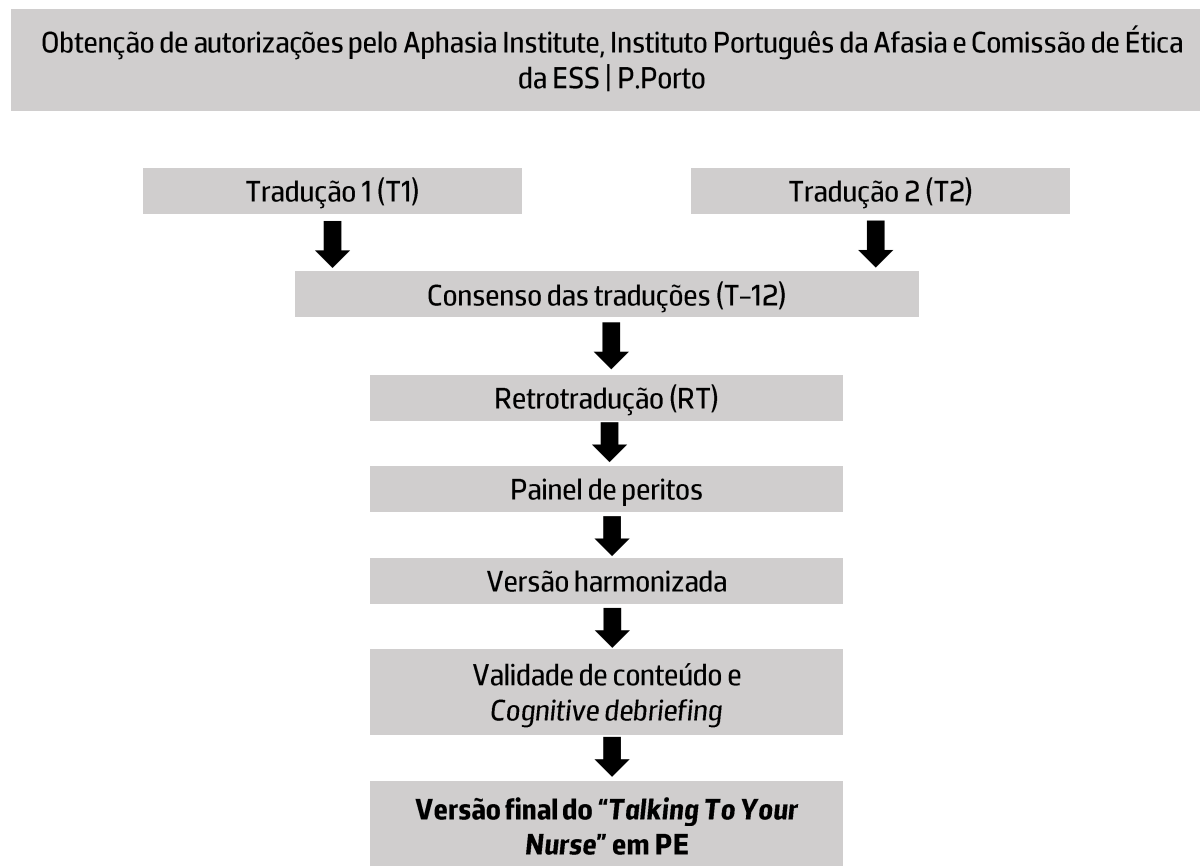 Obtenção de autorizações pelo Aphasia Institute, Instituto Português da Afasia e Comissão de Ética
da ESS | P.Porto
Tradução 1 (T1)
Tradução 2 (T2)
Consenso das traduções (T-12)
Retrotradução (RT)
Painel de peritos
Versão harmonizada
Validade de conteúdo e
Cognitive debriefing
Versão final do “Talking To Your
Nurse” em PE